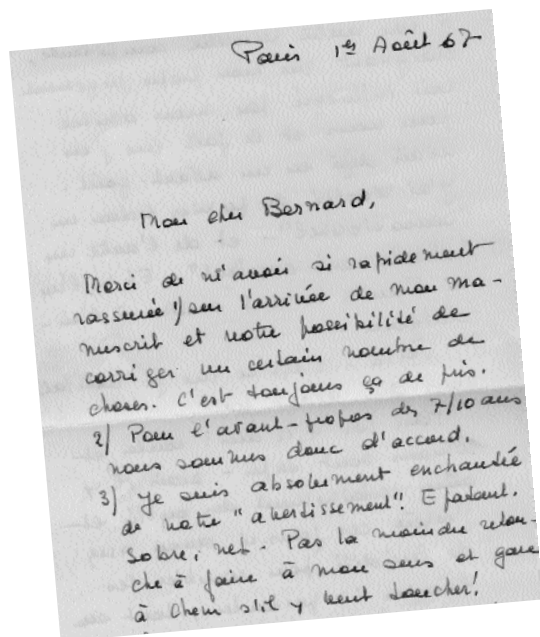 Paris 1er Août 67
Mon cher Bernard,
Merci de m'avoir si rapidement
rassurée 1/ sur l'arrivée de mon ma-
nuscrit et notre possibilité de
corriger un certain nombre de
choses. C'est toujours ça de pris.
2/ Pour l'avant-propos des 7/10 ans
nous sommes donc d'accord.
3) Je suis absolument enchantée
de notre "avertissement". Epatant.
Sobre, net. Pas la moindre retou-
che à faire à mon sens et gare
à Chem s'il y veut toucher!